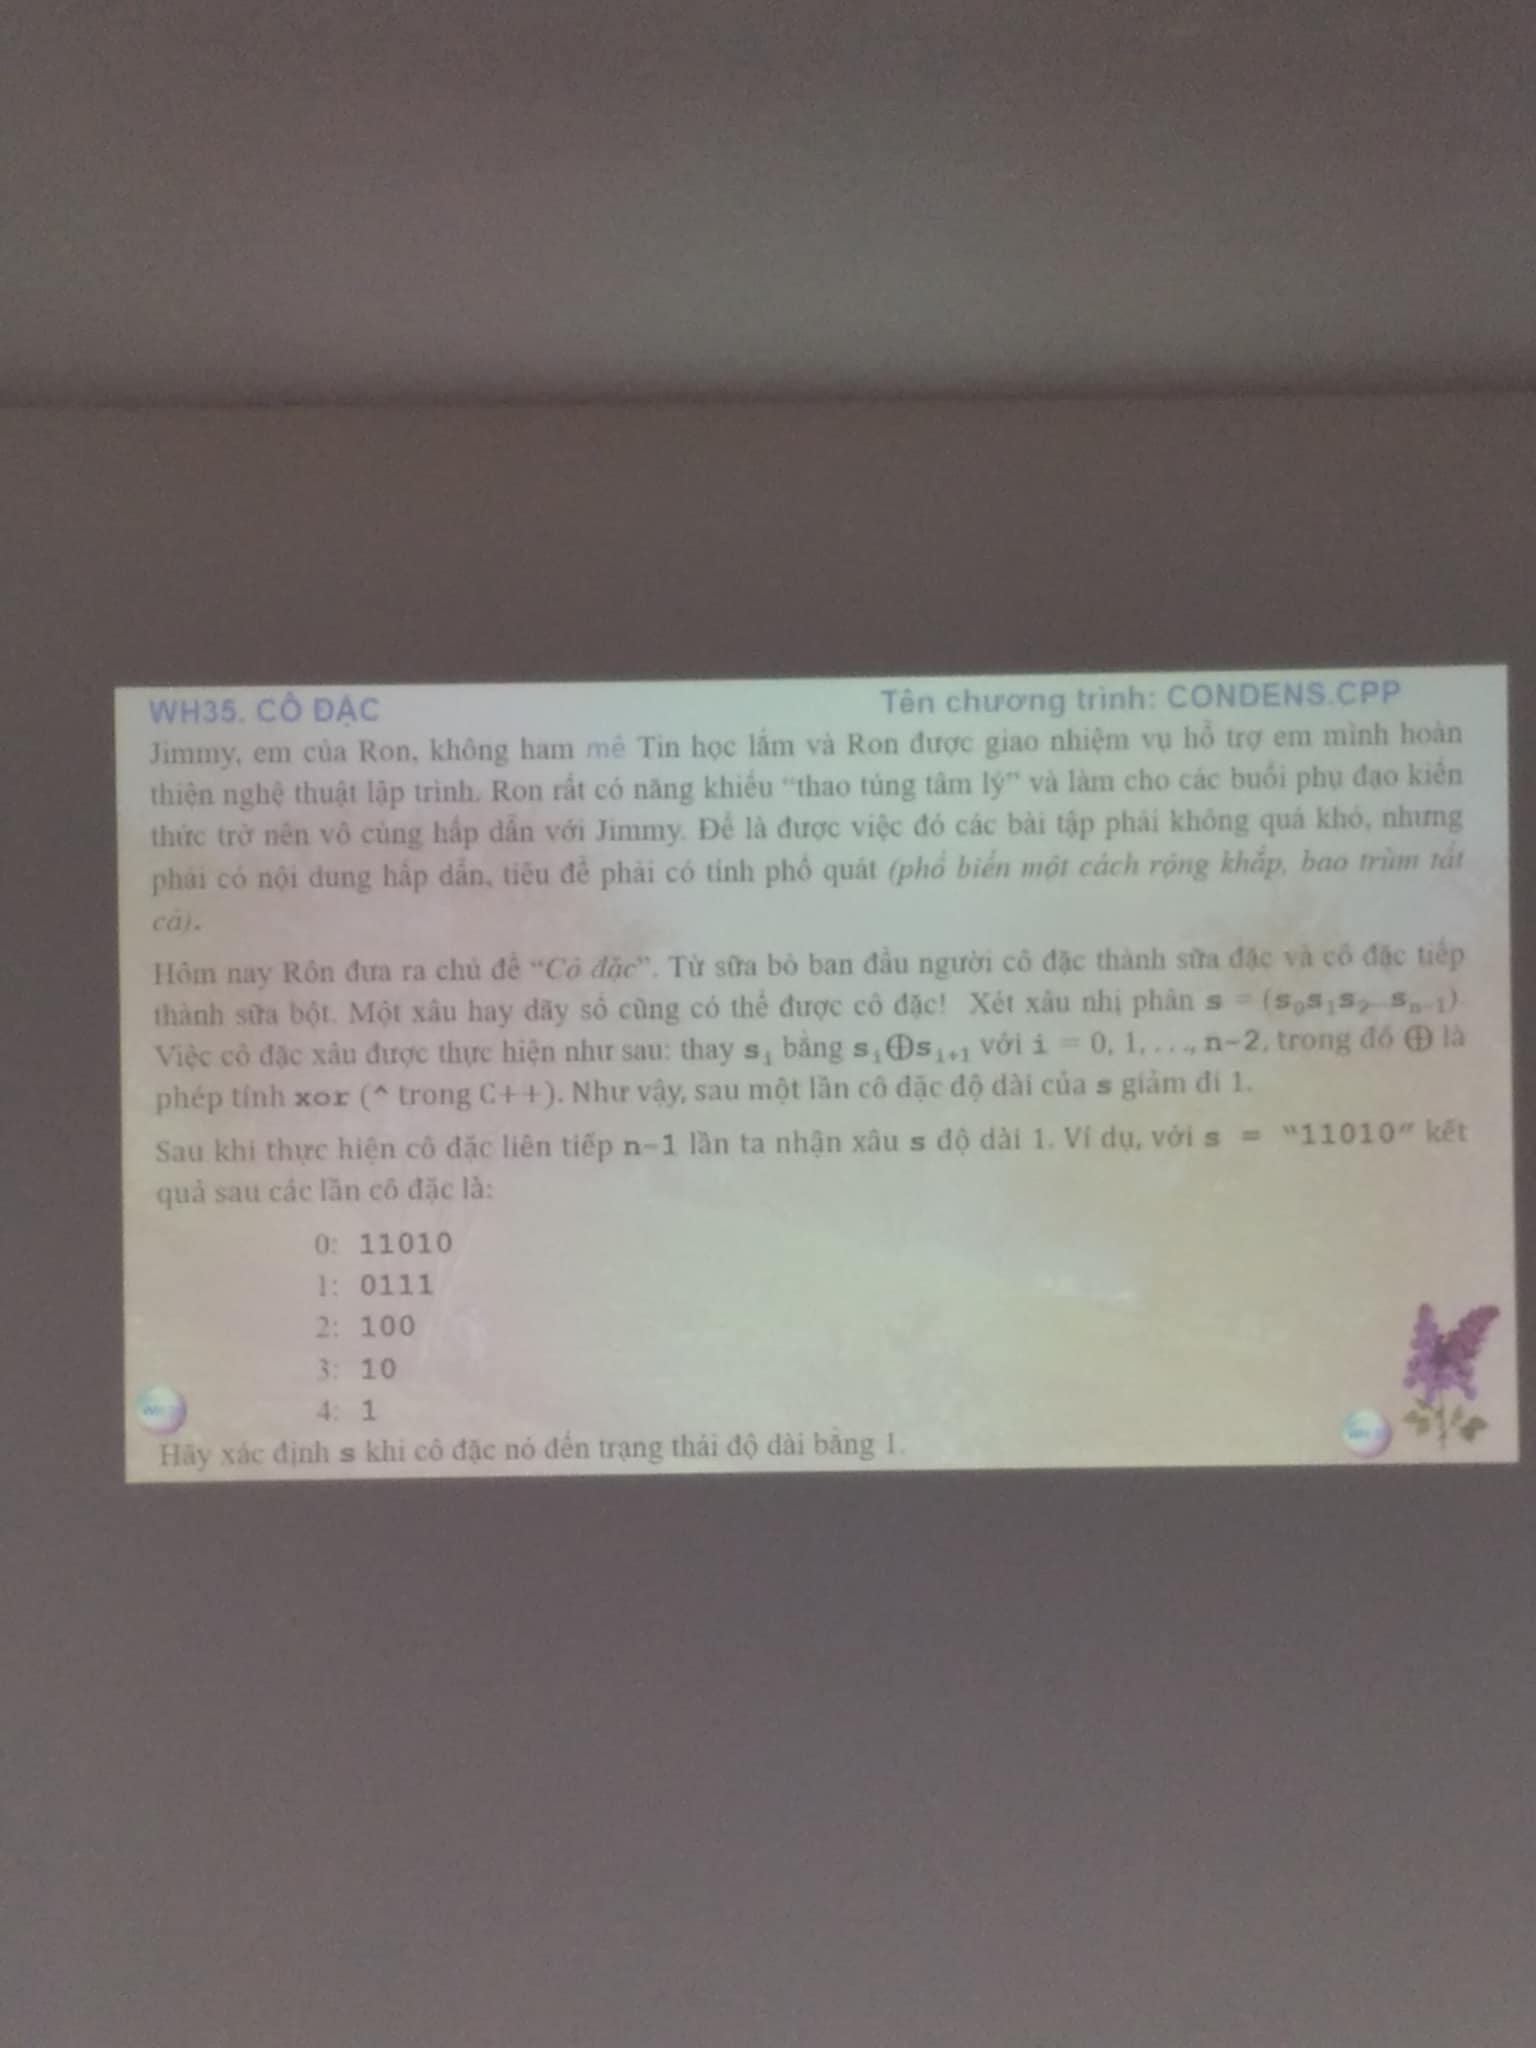 WH35. CÔ ĐẶC Tên chương trình: CONDENS.CPP
Jimmy, em của Ron, không ham mê Tin học lắm và Ron được giao nhiệm vụ hỗ trợ em mình hoàn
thiện nghệ thuật lập trình. Ron rất có năng khiếu “thao túng tâm lý” và làm cho các buổi phụ đạo kiến
thức trở nên vô cùng hấp dẫn với Jimmy. Để là được việc đó các bài tập phải không quá khó, nhưng
phải có nội dung hấp dẫn, tiêu đề phải có tính phổ quát (phổ biến một cách rộng khắp, bao trùm tất
cả).
Hôm nay Rôn đưa ra chủ đề “Cô đặc”. Từ sữa bò ban đầu người cô đặc thành sữa đặc và cô đặc tiếp
thành sữa bột. Một xâu hay dãy số cũng có thể được cô đặc! Xét xâu nhị phân s = (s₀s₁s₂...sₙ₋₁).
Việc cô đặc xâu được thực hiện như sau: thay sᵢ bằng sᵢ⊕sᵢ₊₁ với i = 0, 1, . . ., n-2, trong đó ⊕ là
phép tính xor (^ trong C++). Như vậy, sau một lần cô đặc độ dài của s giảm đi 1.
Sau khi thực hiện cô đặc liên tiếp n-1 lần ta nhận xâu s độ dài 1. Ví dụ, với s = "11010" kết
quả sau các lần cô đặc là:
0: 11010
1: 0111
2: 100
3: 10
4: 1
Hãy xác định s khi cô đặc nó đến trạng thái độ dài bằng 1.